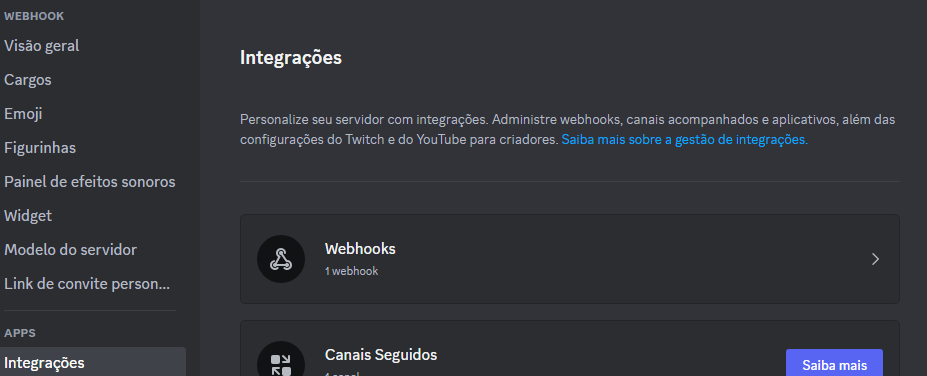 WEBHOOK
Visão geral
Cargos
Emoji
Figurinhas
Painel de efeitos sonoros
Widget
Modelo do servidor
Link de convite person...
APPS
Integrações
Integrações
Personalize seu servidor com integrações. Administre webhooks, canais acompanhados e aplicativos, além das
configurações do Twitch e do YouTube para criadores. Saiba mais sobre a gestão de integrações.
Webhooks
1 webhook
Canais Seguidos
1 canal
Saiba mais